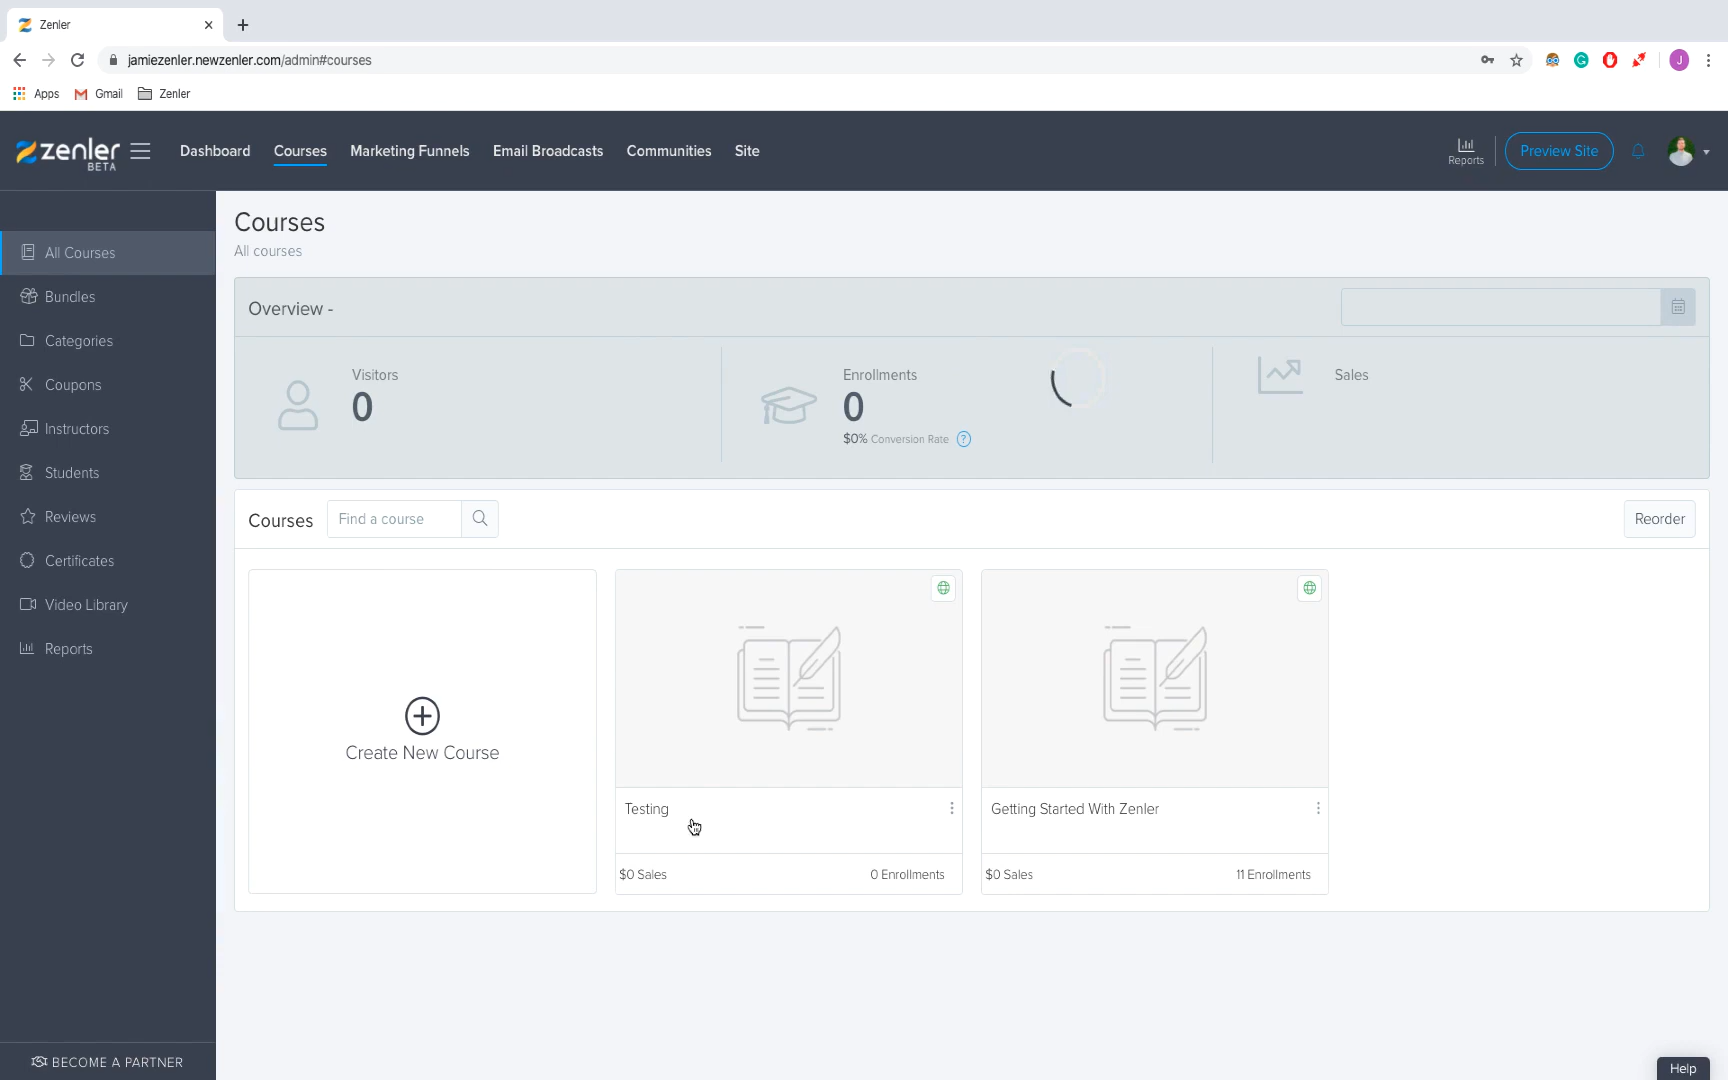 Zenler
jamiezenler.newzenler.com/admin#courses
J
Apps Gmail Zenler
zenler
BETA
Dashboard Courses Marketing Funnels Email Broadcasts Communities Site
Reports
Preview Site
Courses
All courses
All Courses
Bundles
Categories
Coupons
Instructors
Students
Reviews
Certificates
Video Library
Reports
BECOME A PARTNER
Overview -
Visitors
0
Enrollments
0
$0% Conversion Rate ?
Sales
Courses Find a course Reorder
Create New Course
Testing
$0 Sales 0 Enrollments
Getting Started With Zenler
$0 Sales 11 Enrollments
Help